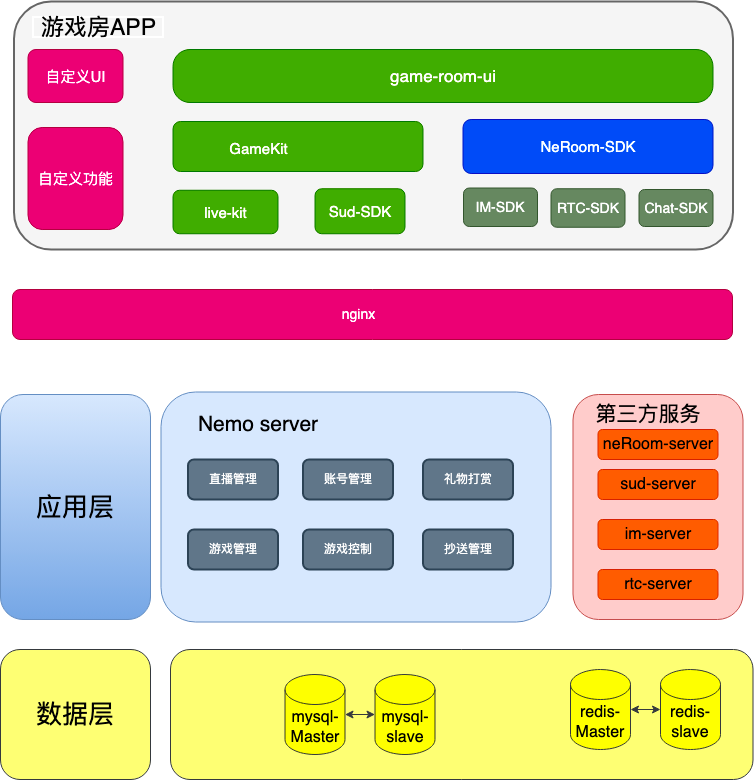 游戏房APP
自定义UI
game-room-ui
自定义功能
GameKit
NeRoom-SDK
live-kit
Sud-SDK
IM-SDK
RTC-SDK
Chat-SDK
nginx
应用层
Nemo server
直播管理
账号管理
礼物打赏
游戏管理
游戏控制
抄送管理
第三方服务
neRoom-server
sud-server
im-server
rtc-server
数据层
mysql-
Master
mysql-
slave
redis-
Master
redis-
slave